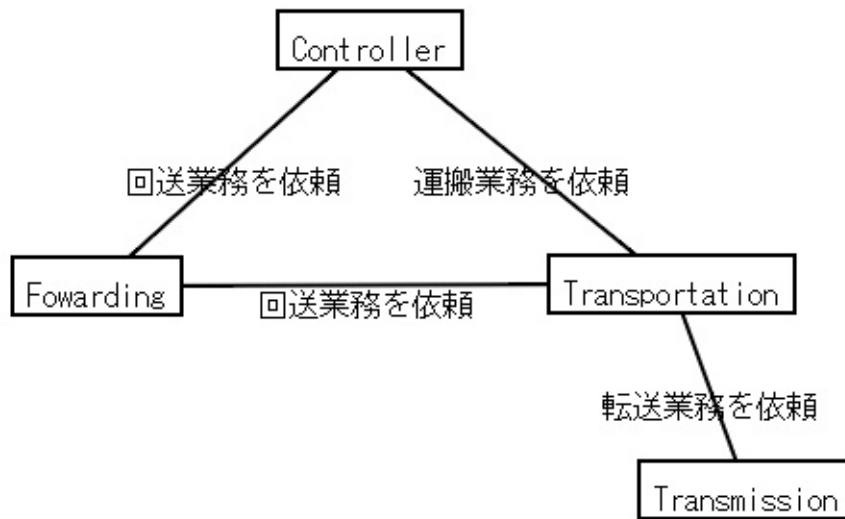 Controller
回送業務を依頼
運搬業務を依頼
Fowarding
回送業務を依頼
Transportation
転送業務を依頼
Transmission